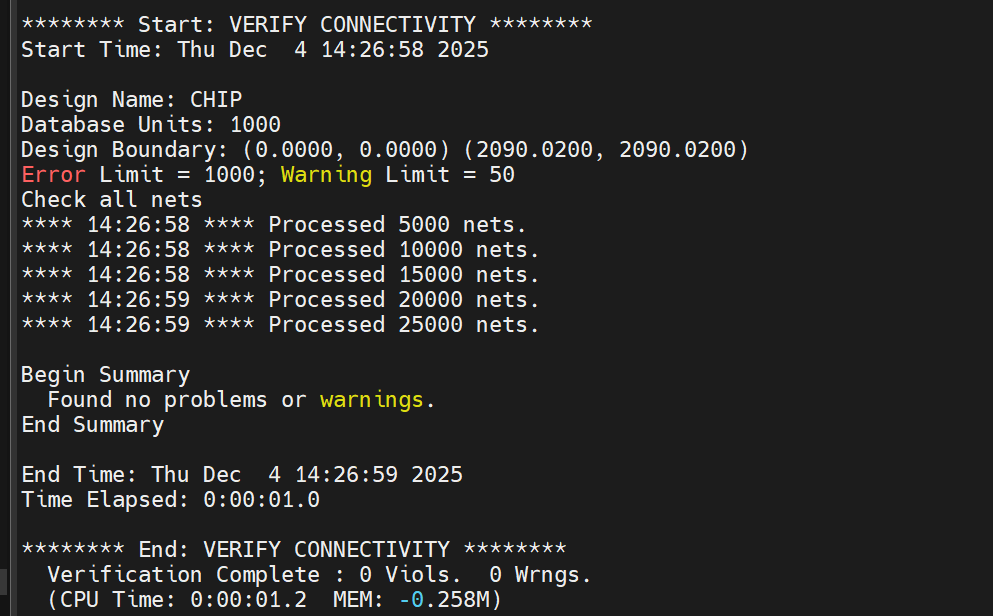 ******** Start: VERIFY CONNECTIVITY ********
Start Time: Thu Dec  4 14:26:58 2025

Design Name: CHIP
Database Units: 1000
Design Boundary: (0.0000, 0.0000) (2090.0200, 2090.0200)
Error Limit = 1000; Warning Limit = 50
Check all nets
**** 14:26:58 **** Processed 5000 nets.
**** 14:26:58 **** Processed 10000 nets.
**** 14:26:58 **** Processed 15000 nets.
**** 14:26:59 **** Processed 20000 nets.
**** 14:26:59 **** Processed 25000 nets.

Begin Summary
  Found no problems or warnings.
End Summary

End Time: Thu Dec  4 14:26:59 2025
Time Elapsed: 0:00:01.0

******** End: VERIFY CONNECTIVITY ********
  Verification Complete : 0 Viols.  0 Wrngs.
  (CPU Time: 0:00:01.2  MEM: -0.258M)